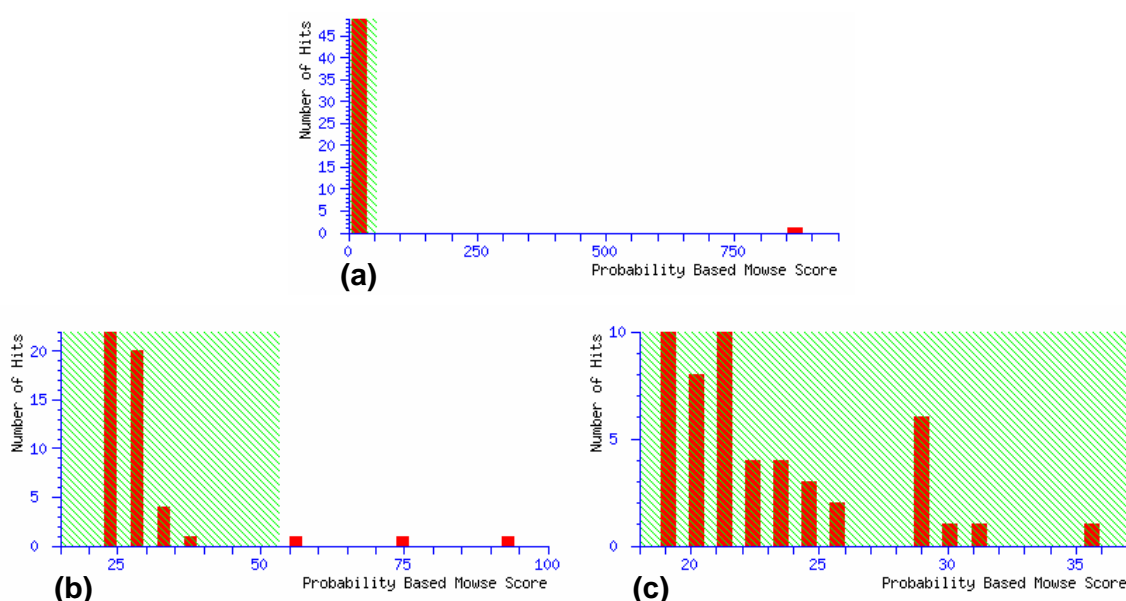 Number of Hits
45
40
35
30
25
20
15
10
5
0
0 250 500 750
Probability Based Mowse Score
(a)
Number of Hits
20
15
10
5
0
25 50 75 100
Probability Based Mowse Score
(b)
Number of Hits
10
5
0
20 25 30 35
Probability Based Mowse Score
(c)